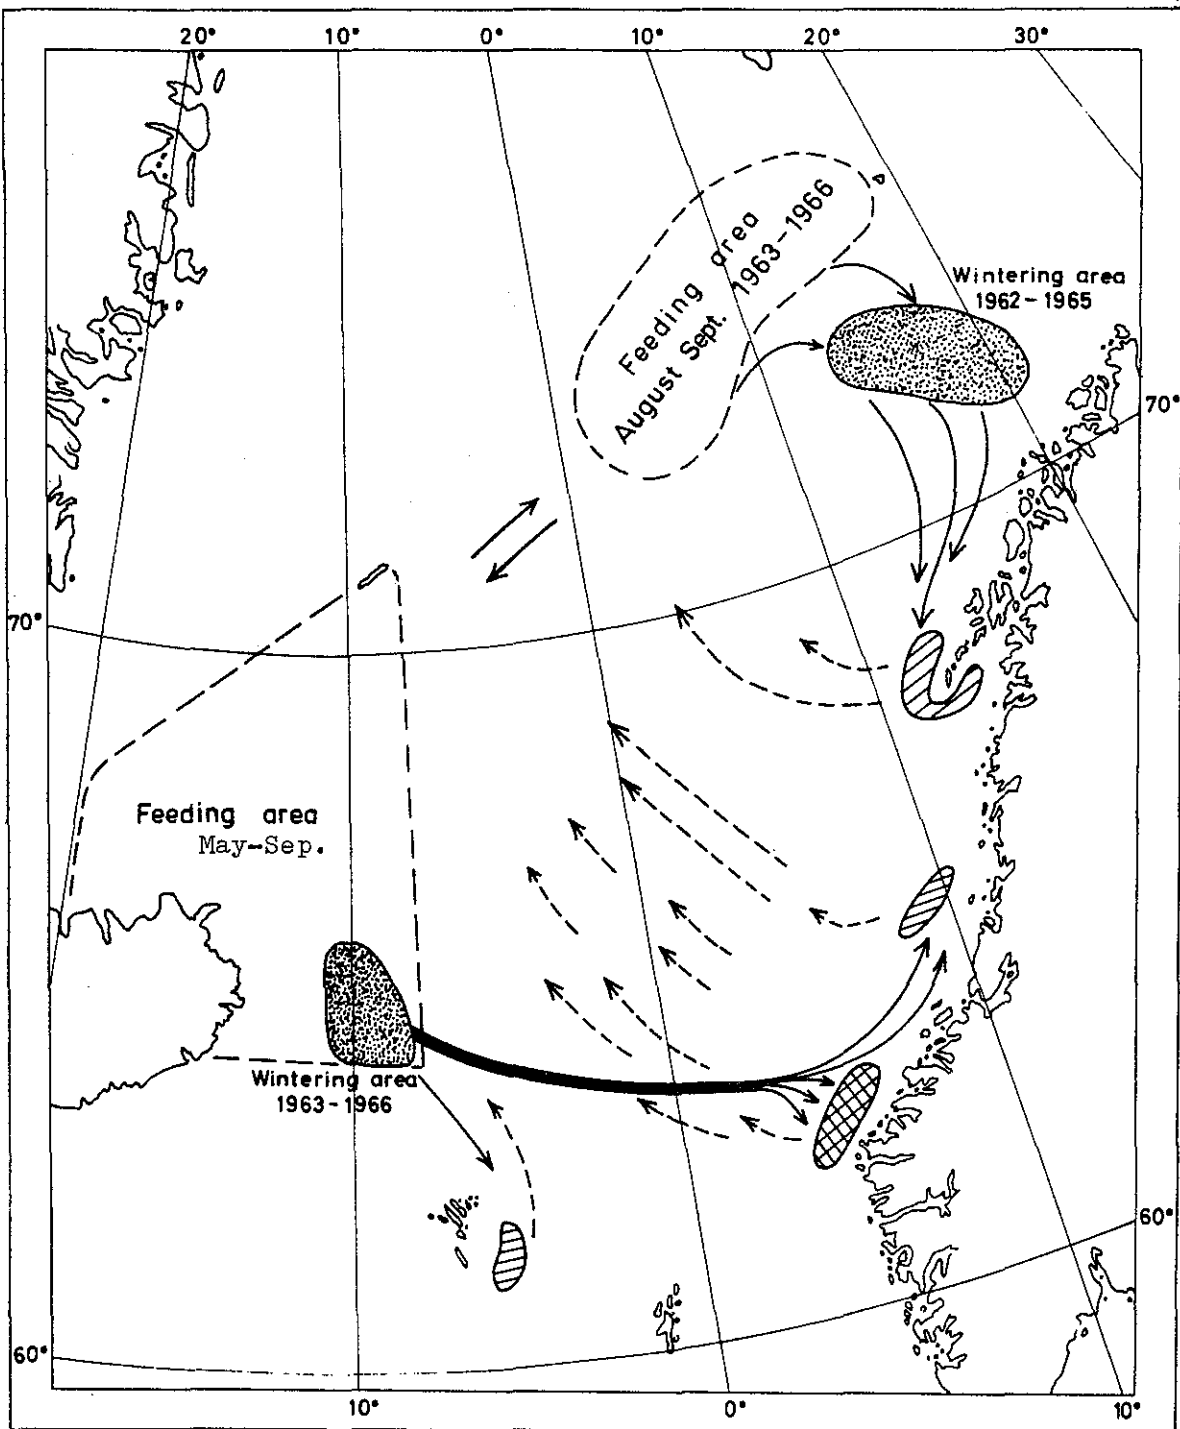 20° 10° 0° 10° 20° 30°
Feeding area
August Sept. 1963-1966
Wintering area
1962-1965
70°
70°
Feeding area
May-Sep.
Wintering area
1963-1966
60°
60°
10° 0° 10°